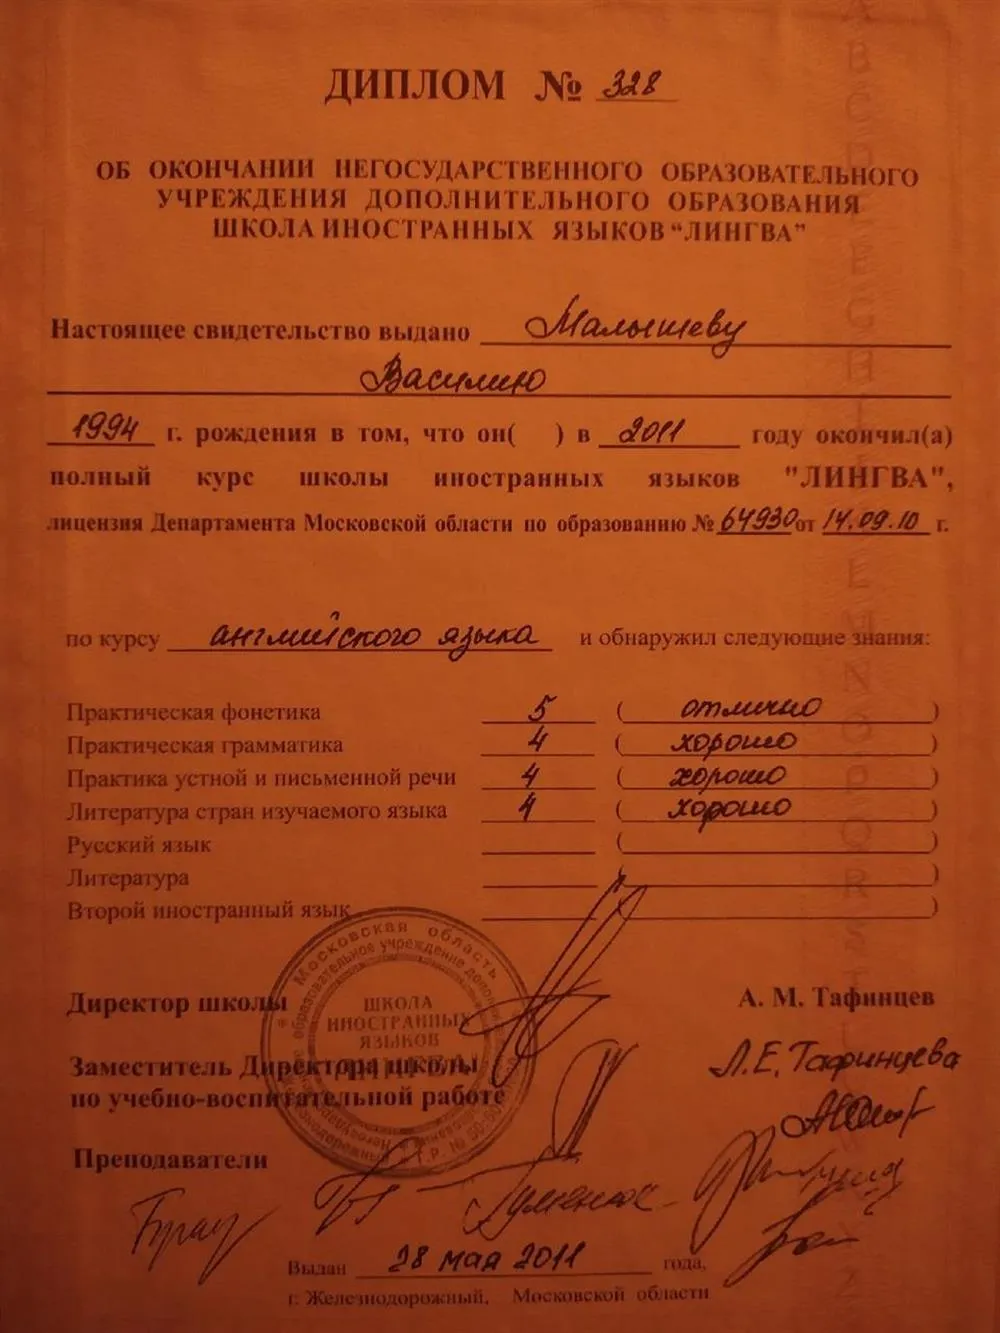 ДИПЛОМ № 328
ОБ ОКОНЧАНИИ НЕГОСУДАРСТВЕННОГО ОБРАЗОВАТЕЛЬНОГО
УЧРЕЖДЕНИЯ ДОПОЛНИТЕЛЬНОГО ОБРАЗОВАНИЯ
ШКОЛА ИНОСТРАННЫХ ЯЗЫКОВ “ЛИНГВА”
Настоящее свидетельство выдано Малышеву
Василию
1994 г. рождения в том, что он( ) в 2011 году окончил(а)
полный курс школы иностранных языков "ЛИНГВА",
лицензия Департамента Московской области по образованию № 64930 от 14.09.10 г.
по курсу английского языка и обнаружил следующие знания:
Практическая фонетика 5 ( отлично )
Практическая грамматика 4 ( хорошо )
Практика устной и письменной речи 4 ( хорошо )
Литература стран изучаемого языка 4 ( хорошо )
Русский язык ( )
Литература ( )
Второй иностранный язык ( )
Московская область
ШКОЛА
ИНОСТРАННЫХ
ЯЗЫКОВ
Директор школы А. М. Тафинцев
Заместитель Директора школы Л.Е. Тафинцева
по учебно-воспитательной работе
Преподаватели
Выдан 28 мая 2011 года,
г. Железнодорожный, Московской области